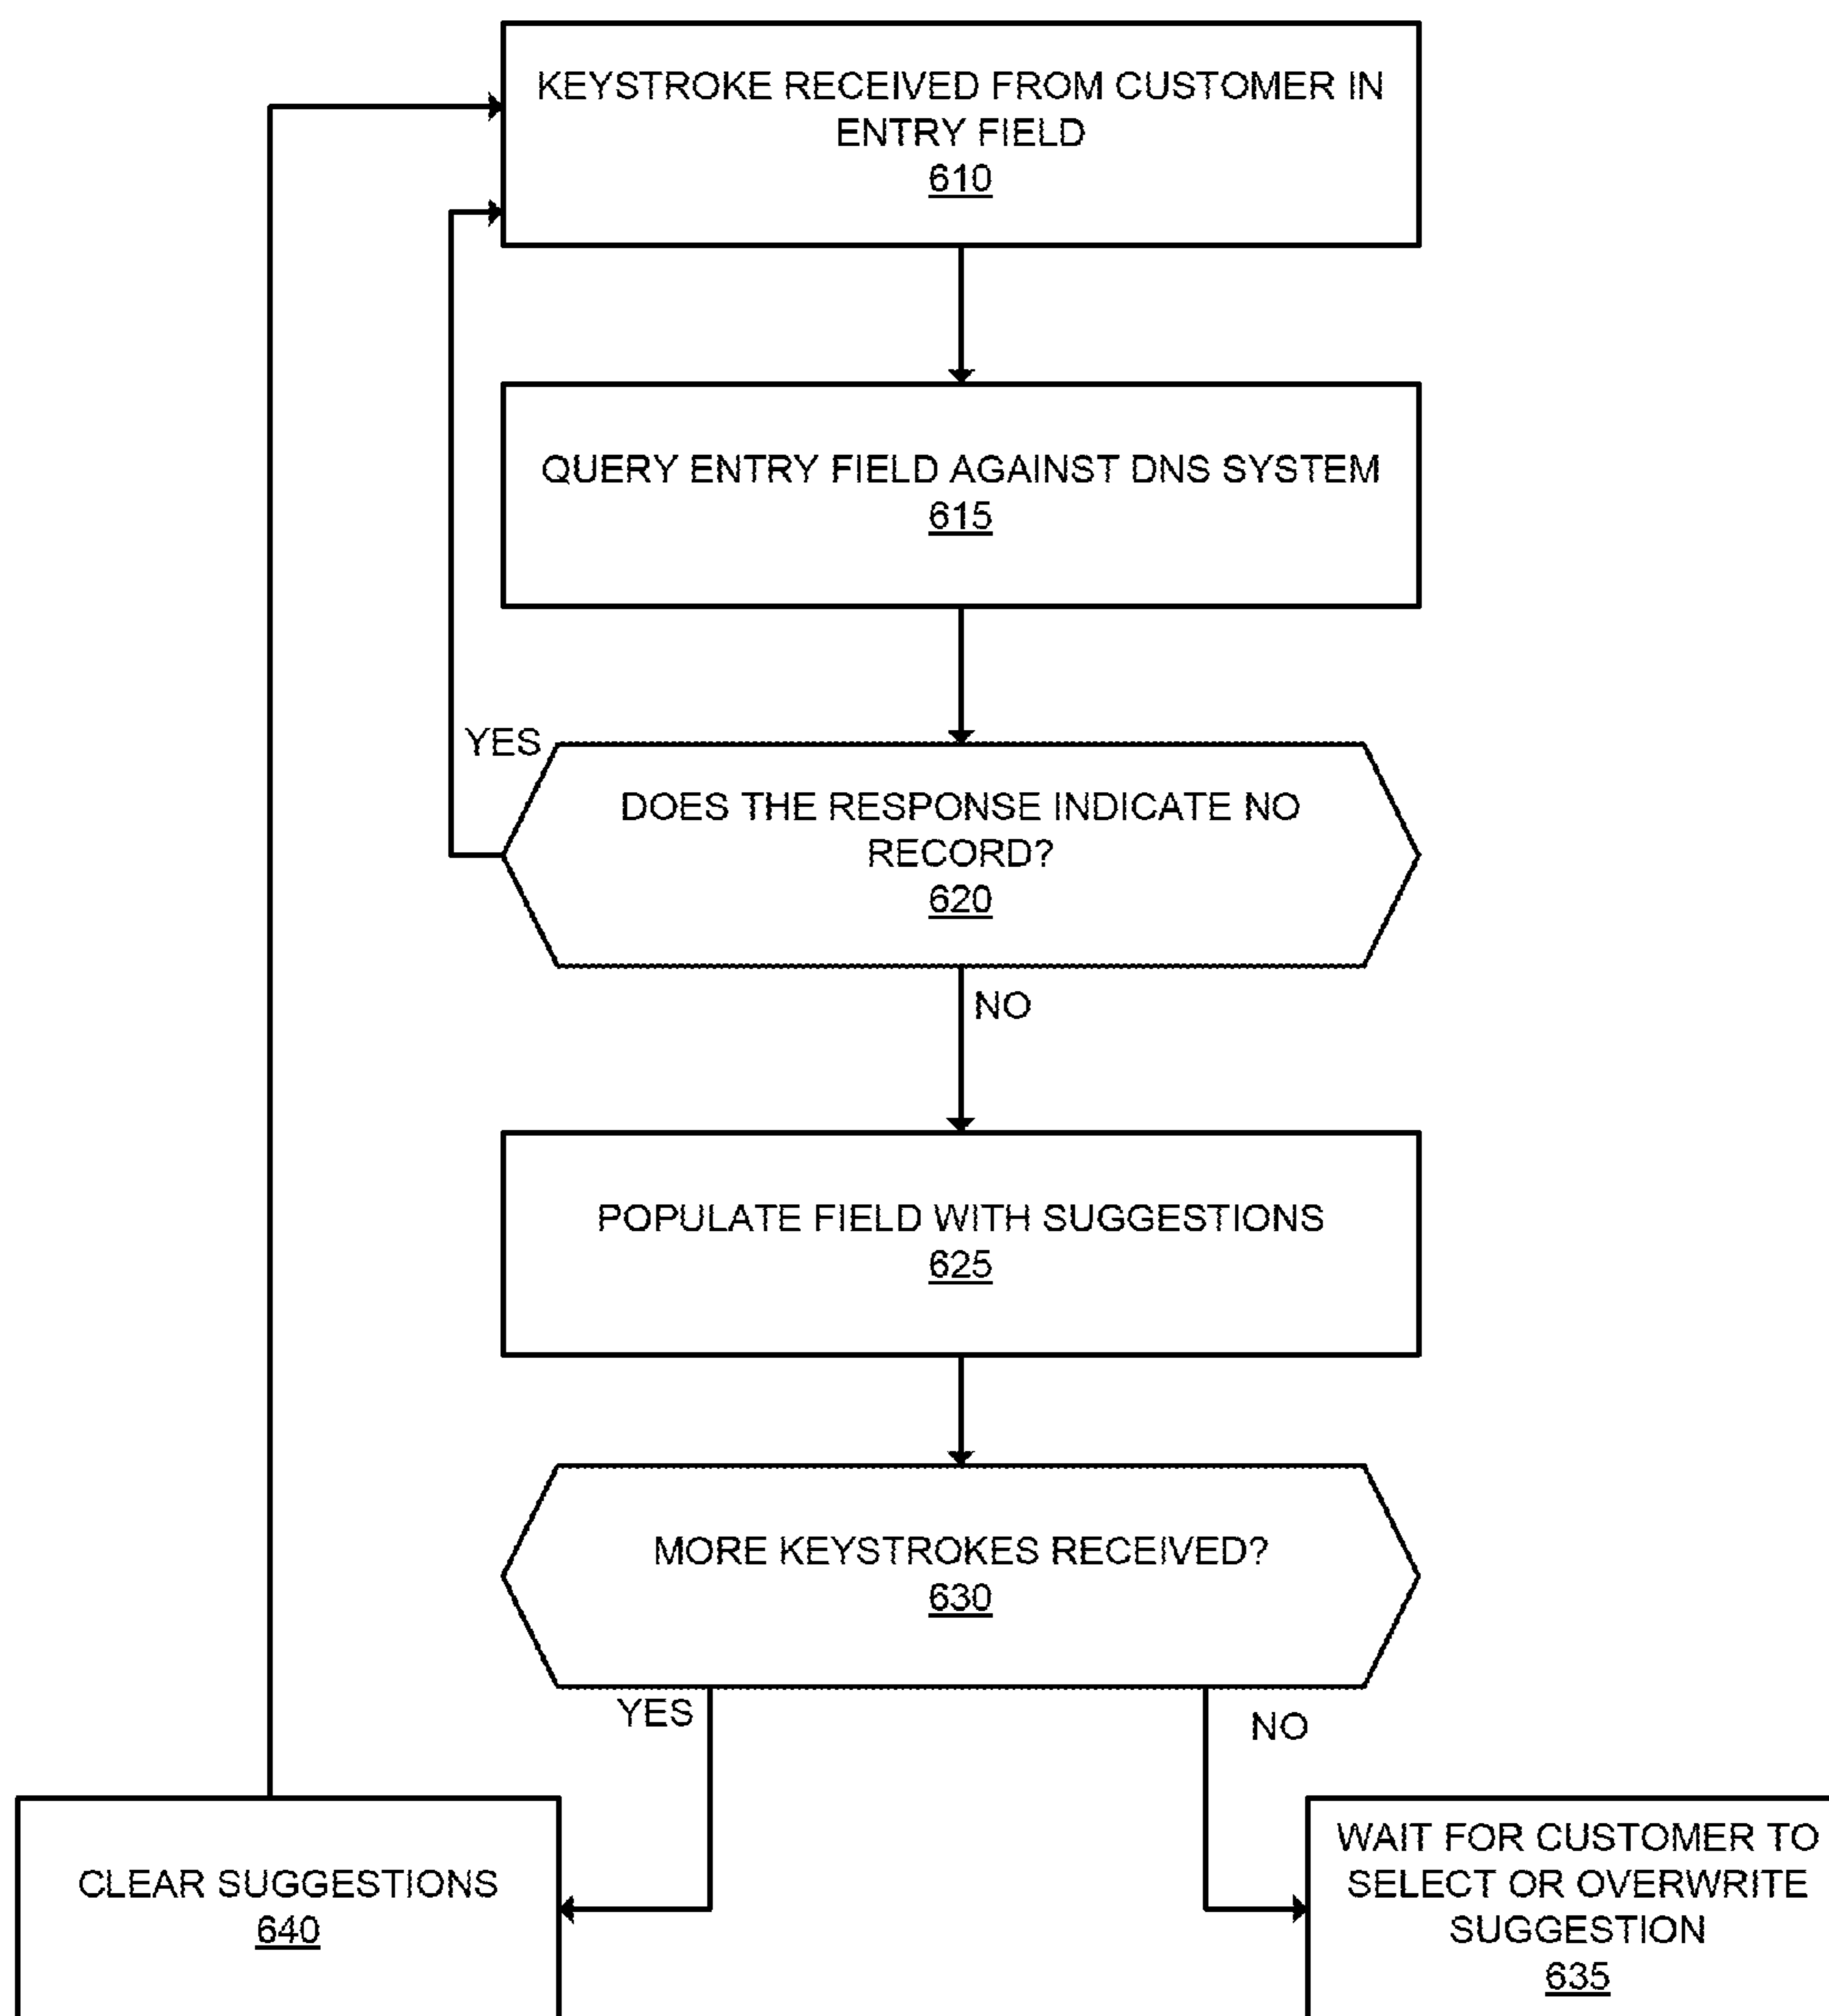 KEYSTROKE RECEIVED FROM CUSTOMER IN
ENTRY FIELD
610
QUERY ENTRY FIELD AGAINST DNS SYSTEM
615
YES
DOES THE RESPONSE INDICATE NO
RECORD?
620
NO
POPULATE FIELD WITH SUGGESTIONS
625
MORE KEYSTROKES RECEIVED?
630
YES
NO
CLEAR SUGGESTIONS
640
WAIT FOR CUSTOMER TO
SELECT OR OVERWRITE
SUGGESTION
635